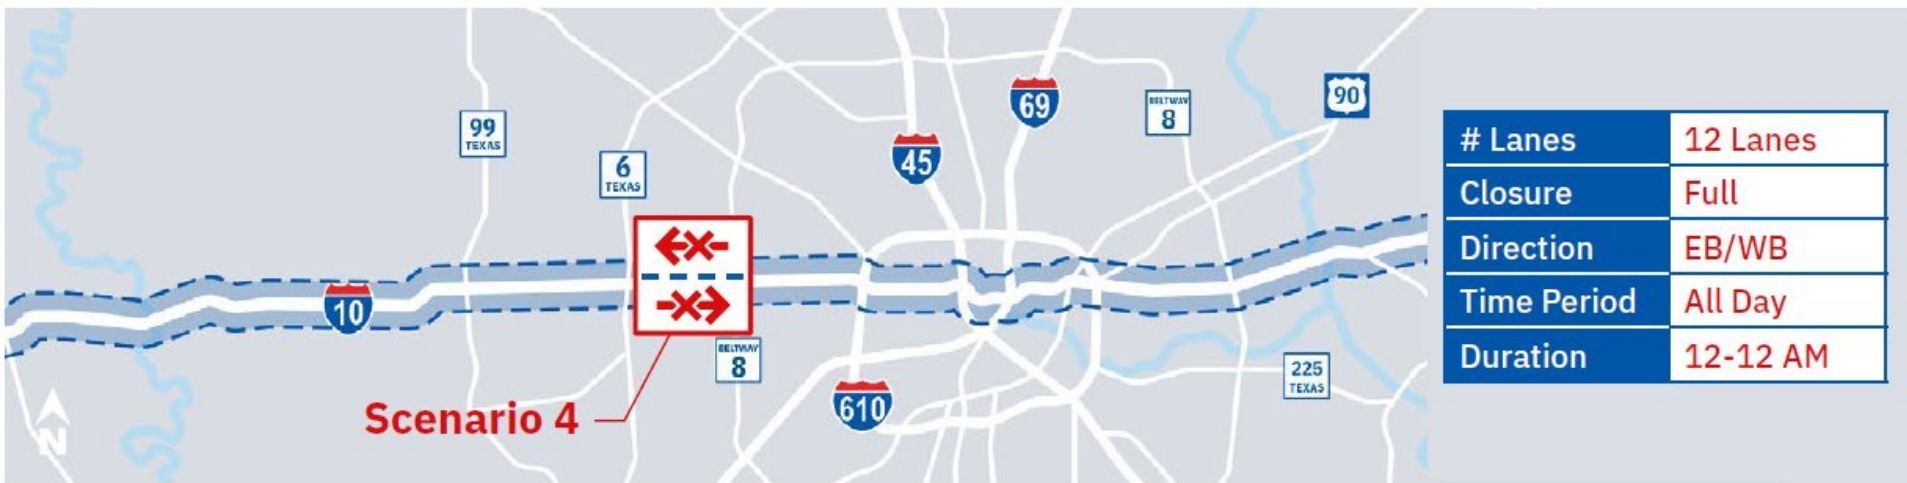 99
TEXAS
6
TEXAS
45
69
BELTWAY
8
90
10
BELTWAY
8
610
225
TEXAS
N
Scenario 4
# Lanes 12 Lanes
Closure Full
Direction EB/WB
Time Period All Day
Duration 12-12 AM